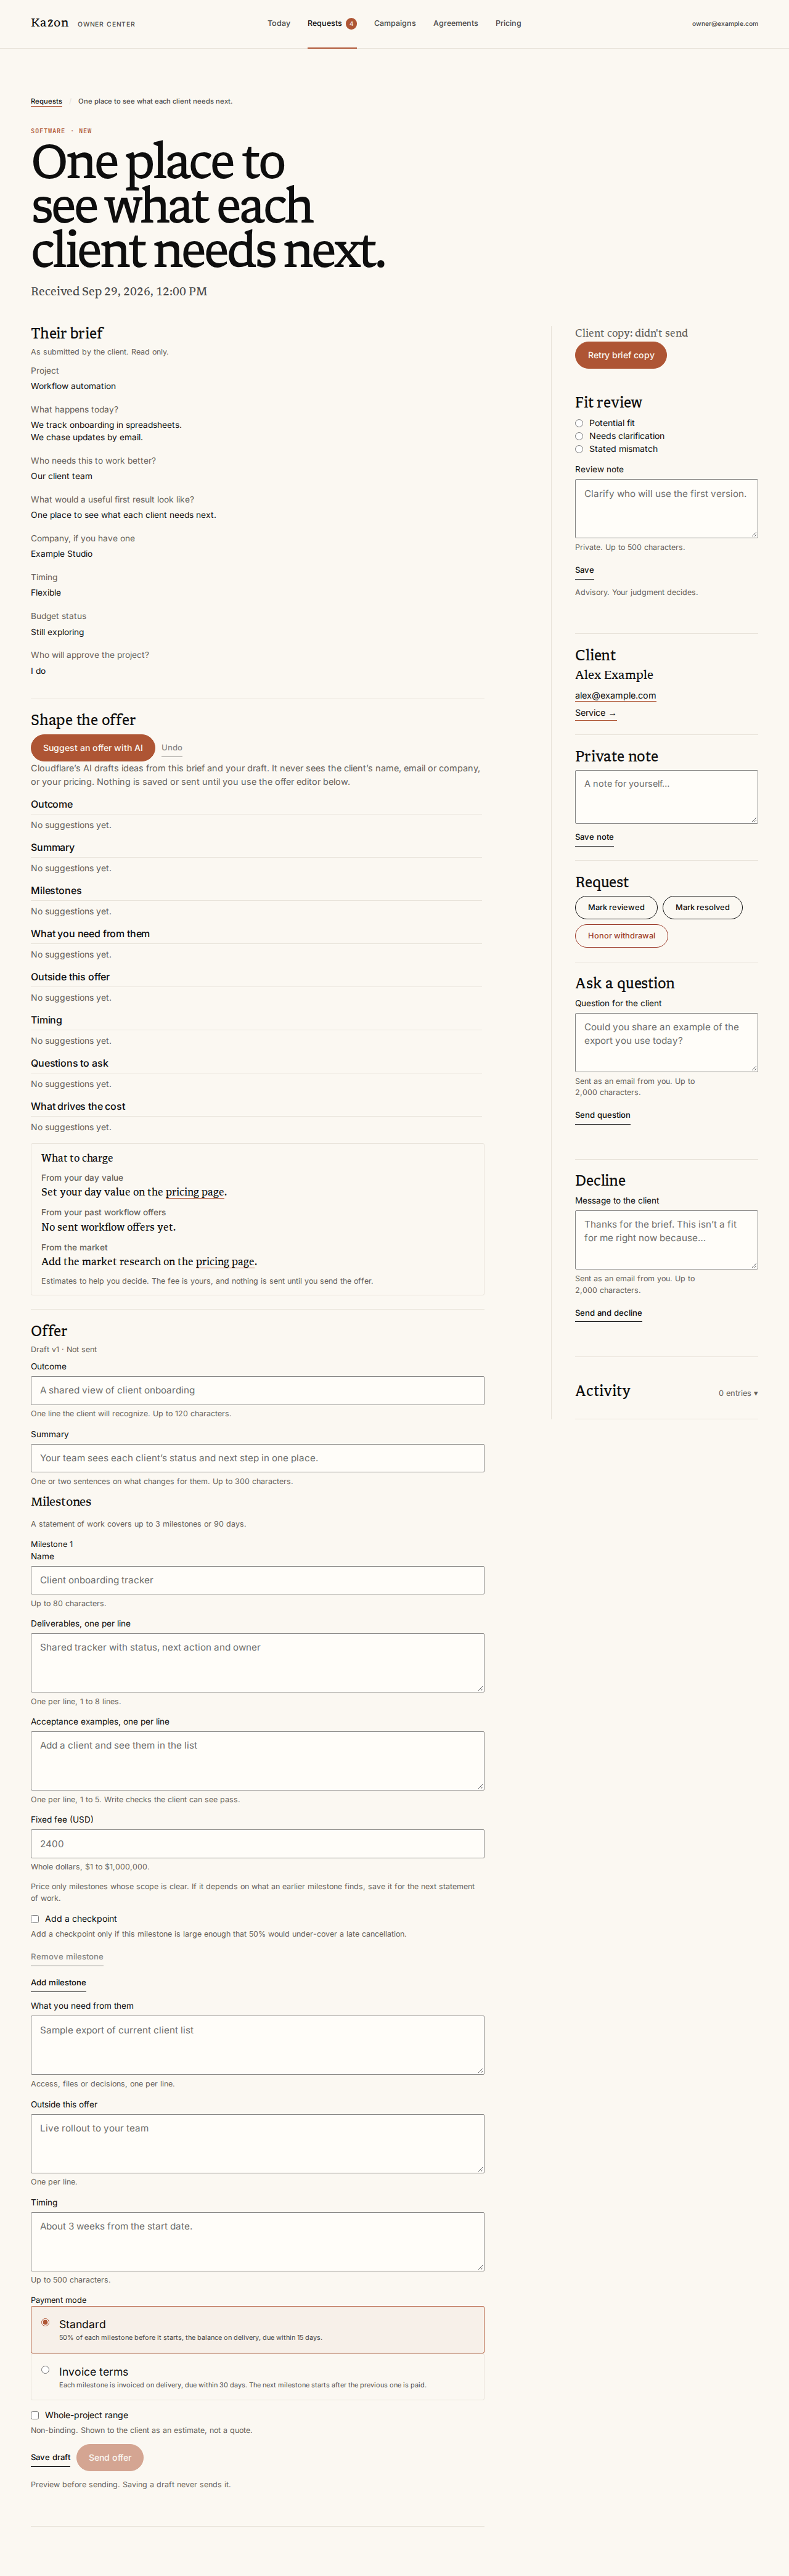 Kazon OWNER CENTER
Today
Requests 4
Campaigns
Agreements
Pricing
owner@example.com
Requests / One place to see what each client needs next.
SOFTWARE · NEW
One place to
see what each
client needs next.
Received Sep 29, 2026, 12:00 PM
Their brief
As submitted by the client. Read only.
Project
Workflow automation
What happens today?
We track onboarding in spreadsheets.
We chase updates by email.
Who needs this to work better?
Our client team
What would a useful first result look like?
One place to see what each client needs next.
Company, if you have one
Example Studio
Timing
Flexible
Budget status
Still exploring
Who will approve the project?
I do
Shape the offer
Suggest an offer with AI
Undo
Cloudflare's AI drafts ideas from this brief and your draft. It never sees the client's name, email or company,
or your pricing. Nothing is saved or sent until you use the offer editor below.
Outcome
No suggestions yet.
Summary
No suggestions yet.
Milestones
No suggestions yet.
What you need from them
No suggestions yet.
Outside this offer
No suggestions yet.
Timing
No suggestions yet.
Questions to ask
No suggestions yet.
What drives the cost
No suggestions yet.
What to charge
From your day value
Set your day value on the pricing page.
From your past workflow offers
No sent workflow offers yet.
From the market
Add the market research on the pricing page.
Estimates to help you decide. The fee is yours, and nothing is sent until you send the offer.
Offer
Draft v1 · Not sent
Outcome
A shared view of client onboarding
One line the client will recognize. Up to 120 characters.
Summary
Your team sees each client's status and next step in one place.
One or two sentences on what changes for them. Up to 300 characters.
Milestones
A statement of work covers up to 3 milestones or 90 days.
Milestone 1
Name
Client onboarding tracker
Up to 80 characters.
Deliverables, one per line
Shared tracker with status, next action and owner
One per line, 1 to 8 lines.
Acceptance examples, one per line
Add a client and see them in the list
One per line, 1 to 5. Write checks the client can see pass.
Fixed fee (USD)
2400
Whole dollars, $1 to $1,000,000.
Price only milestones whose scope is clear. If it depends on what an earlier milestone finds, save it for the next statement
of work.
Add a checkpoint
Add a checkpoint only if this milestone is large enough that 50% would under-cover a late cancellation.
Remove milestone
Add milestone
What you need from them
Sample export of current client list
Access, files or decisions, one per line.
Outside this offer
Live rollout to your team
One per line.
Timing
About 3 weeks from the start date.
Up to 500 characters.
Payment mode
Standard
50% of each milestone before it starts, the balance on delivery, due within 15 days.
Invoice terms
Each milestone is invoiced on delivery, due within 30 days. The next milestone starts after the previous one is paid.
Whole-project range
Non-binding. Shown to the client as an estimate, not a quote.
Save draft
Send offer
Preview before sending. Saving a draft never sends it.
Client copy: didn't send
Retry brief copy
Fit review
Potential fit
Needs clarification
Stated mismatch
Review note
Clarify who will use the first version.
Private. Up to 500 characters.
Save
Advisory. Your judgment decides.
Client
Alex Example
alex@example.com
Service →
Private note
A note for yourself…
Save note
Request
Mark reviewed
Mark resolved
Honor withdrawal
Ask a question
Question for the client
Could you share an example of the
export you use today?
Sent as an email from you. Up to
2,000 characters.
Send question
Decline
Message to the client
Thanks for the brief. This isn't a fit
for me right now because…
Sent as an email from you. Up to
2,000 characters.
Send and decline
Activity
0 entries ▾